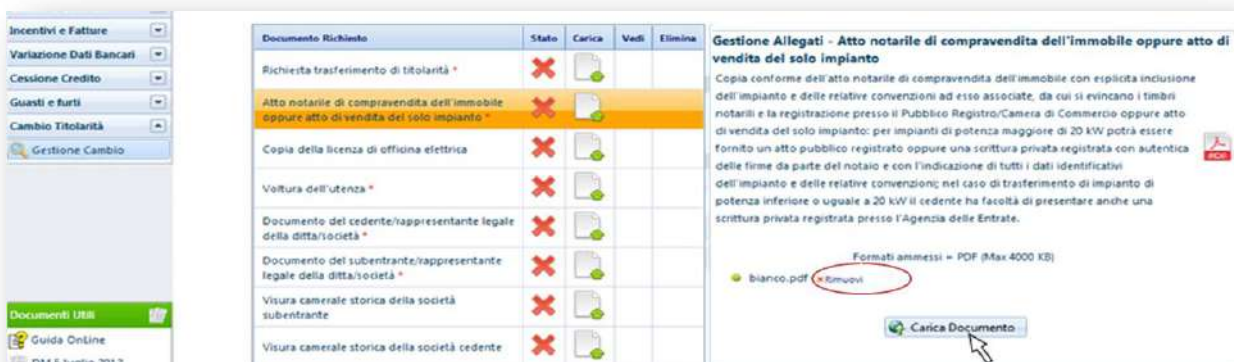 Incentivi e Fatture
Variazione Dati Bancari
Cessione Credito
Guasti e furti
Cambio Titolarità
Gestione Cambio
Documenti Utili
Guida OnLine
DM 5 luglio 2012
Documento Richiesto Stato Carica Vedi Elimina
Richiesta trasferimento di titolarità *
Atto notarile di compravendita dell'immobile
oppure atto di vendita del solo impianto *
Copia della licenza di officina elettrica
Voltura dell'utenza *
Documento del cedente/rappresentante legale
della ditta/società *
Documento del subentrante/rappresentante
legale della ditta/società *
Visura camerale storica della società
subentrante
Visura camerale storica della società cedente
Gestione Allegati - Atto notarile di compravendita dell'immobile oppure atto di
vendita del solo impianto
Copia conforme dell'atto notarile di compravendita dell'immobile con esplicita inclusione
dell'impianto e delle relative convenzioni ad esso associate, da cui si evincano i timbri
notarili e la registrazione presso il Pubblico Registro/Camera di Commercio oppure atto
di vendita del solo impianto: per impianti di potenza maggiore di 20 kW potrà essere
fornito un atto pubblico registrato oppure una scrittura privata registrata con autentica
delle firme da parte del notaio e con l'indicazione di tutti i dati identificativi
dell'impianto e delle relative convenzioni; nel caso di trasferimento di impianto di
potenza inferiore o uguale a 20 kW il cedente ha facoltà di presentare anche una
scrittura privata registrata presso l'Agenzia delle Entrate.
PDF
Formati ammessi = PDF (Max 4000 KB)
bianco.pdf × Rimuovi
Carica Documento